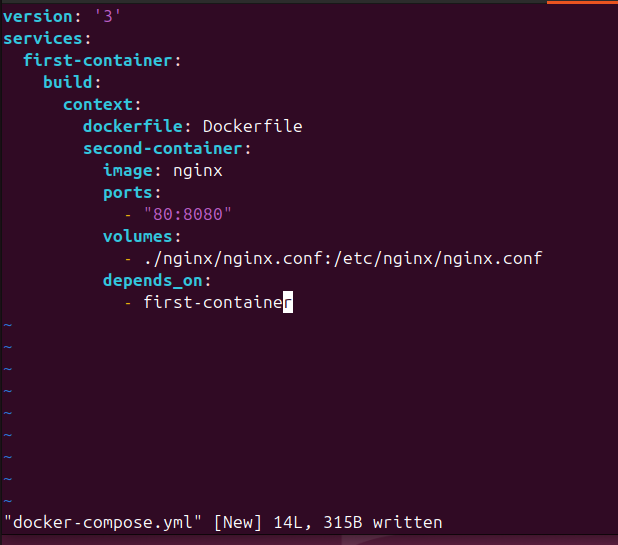 version: '3'
services:
  first-container:
    build:
      context:
        dockerfile: Dockerfile
        second-container:
          image: nginx
          ports:
            - "80:8080"
          volumes:
            - ./nginx/nginx.conf:/etc/nginx/nginx.conf
          depends_on:
            - first-container
~
~
~
~
~
~
~
~
~
"docker-compose.yml" [New] 14L, 315B written